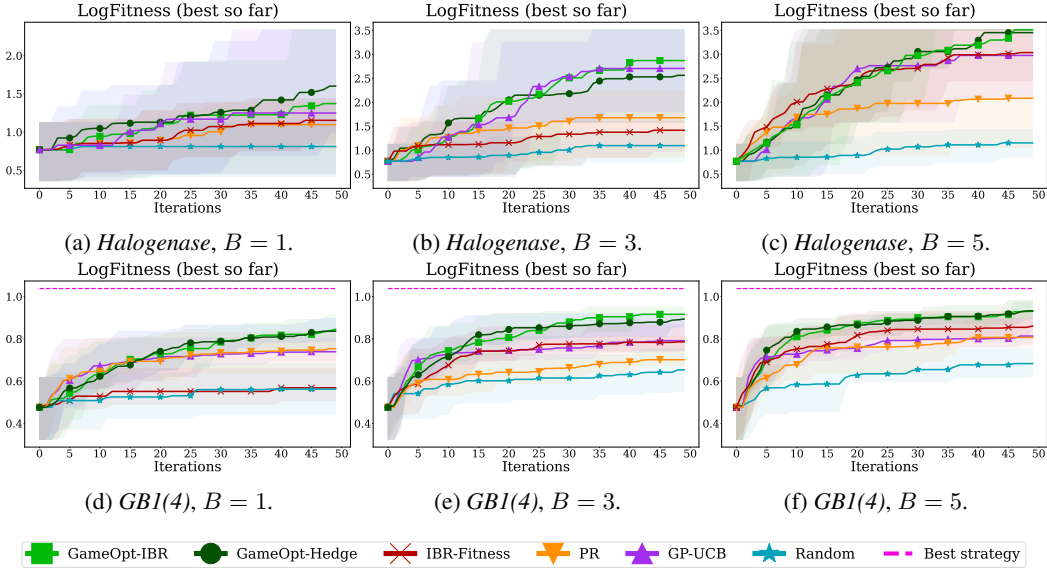 LogFitness (best so far) LogFitness (best so far) LogFitness (best so far)
2.0
1.5
1.0
0.5
0 5 10 15 20 25 30 35 40 45 50
Iterations
3.5
3.0
2.5
2.0
1.5
1.0
0.5
0 5 10 15 20 25 30 35 40 45 50
Iterations
3.5
3.0
2.5
2.0
1.5
1.0
0.5
0 5 10 15 20 25 30 35 40 45 50
Iterations
(a) Halogenase, B = 1. (b) Halogenase, B = 3. (c) Halogenase, B = 5.
LogFitness (best so far) LogFitness (best so far) LogFitness (best so far)
1.0
0.8
0.6
0.4
0 5 10 15 20 25 30 35 40 45 50
Iterations
1.0
0.8
0.6
0.4
0 5 10 15 20 25 30 35 40 45 50
Iterations
1.0
0.8
0.6
0.4
0 5 10 15 20 25 30 35 40 45 50
Iterations
(d) GB1(4), B = 1. (e) GB1(4), B = 3. (f) GB1(4), B = 5.
GameOpt-IBR GameOpt-Hedge IBR-Fitness PR GP-UCB Random Best strategy